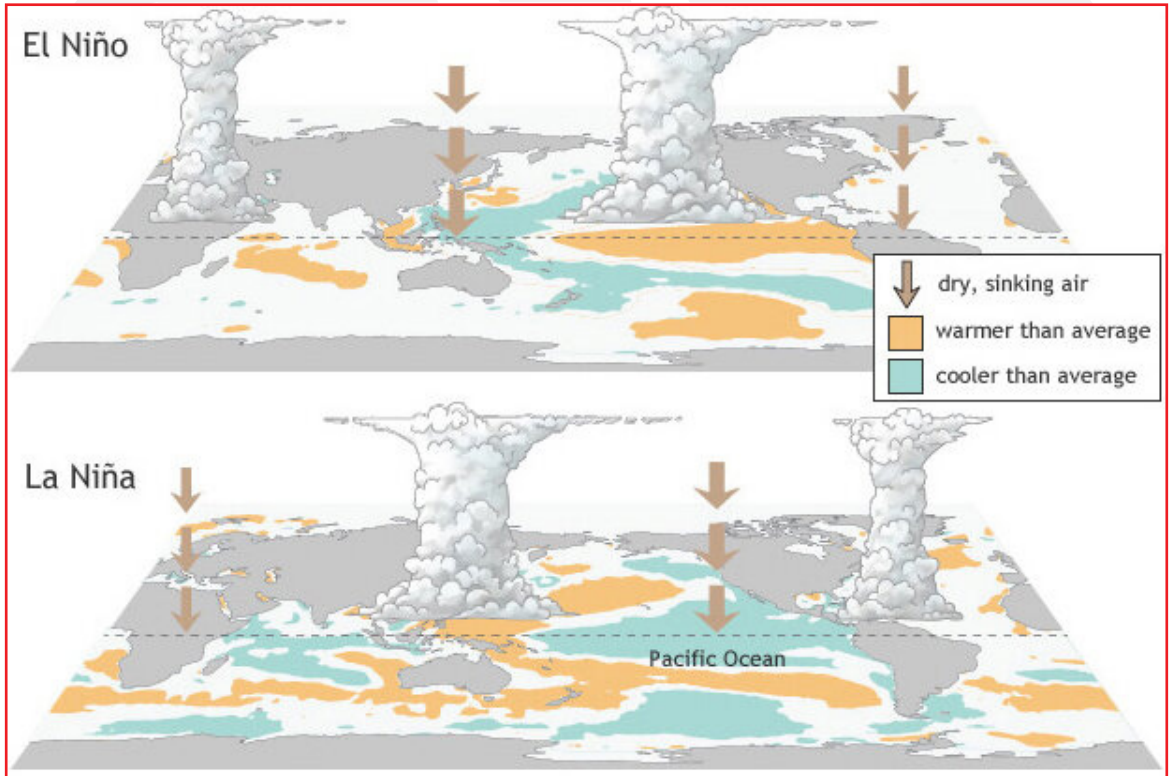 El Niño
dry, sinking air
warmer than average
cooler than average
La Niña
Pacific Ocean